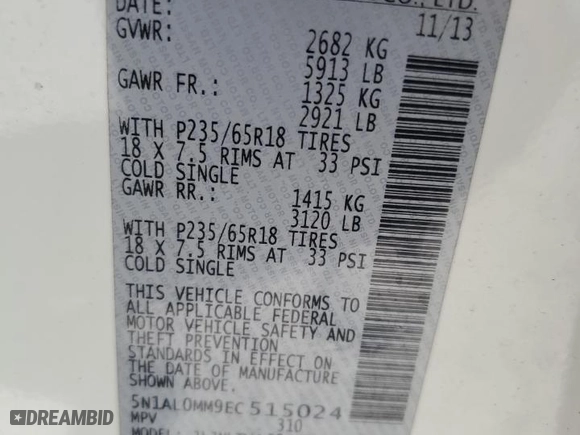 DATE: CO., LTD.
11/13
GVWR: 2682 KG
5913 LB
GAWR FR.: 1325 KG
2921 LB
WITH P235/65R18 TIRES
18 X 7.5 RIMS AT 33 PSI
COLD SINGLE
GAWR RR.: 1415 KG
3120 LB
WITH P235/65R18 TIRES
18 X 7.5 RIMS AT 33 PSI
COLD SINGLE
THIS VEHICLE CONFORMS TO
ALL APPLICABLE FEDERAL
MOTOR VEHICLE SAFETY AND
THEFT PREVENTION
STANDARDS IN EFFECT ON
THE DATE OF MANUFACTURE
SHOWN ABOVE.
5N1AL0MM9EC515024
MPV 310
DREAMBID